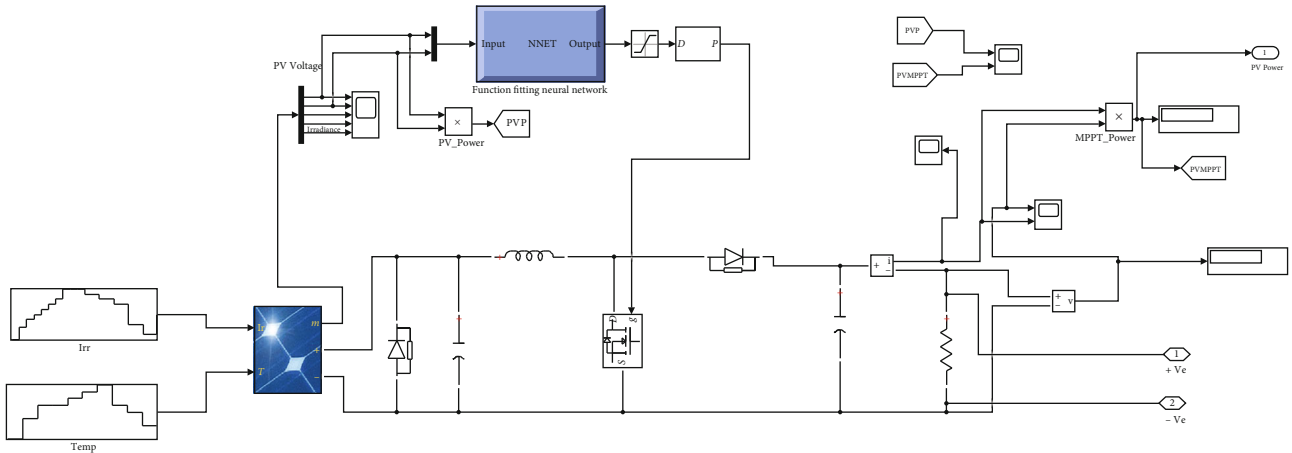 PV Voltage
Irradiance
Input NNET Output
Function fitting neural network
D P
×
PV_Power
PVP
PVP
PVMPPT
×
MPPT_Power
1
PV Power
PVMPPT
Irr
Temp
Ir
T
m
+
−
+
g
D
S
+
+ i
−
+
+
− v
1
+ Ve
2
− Ve